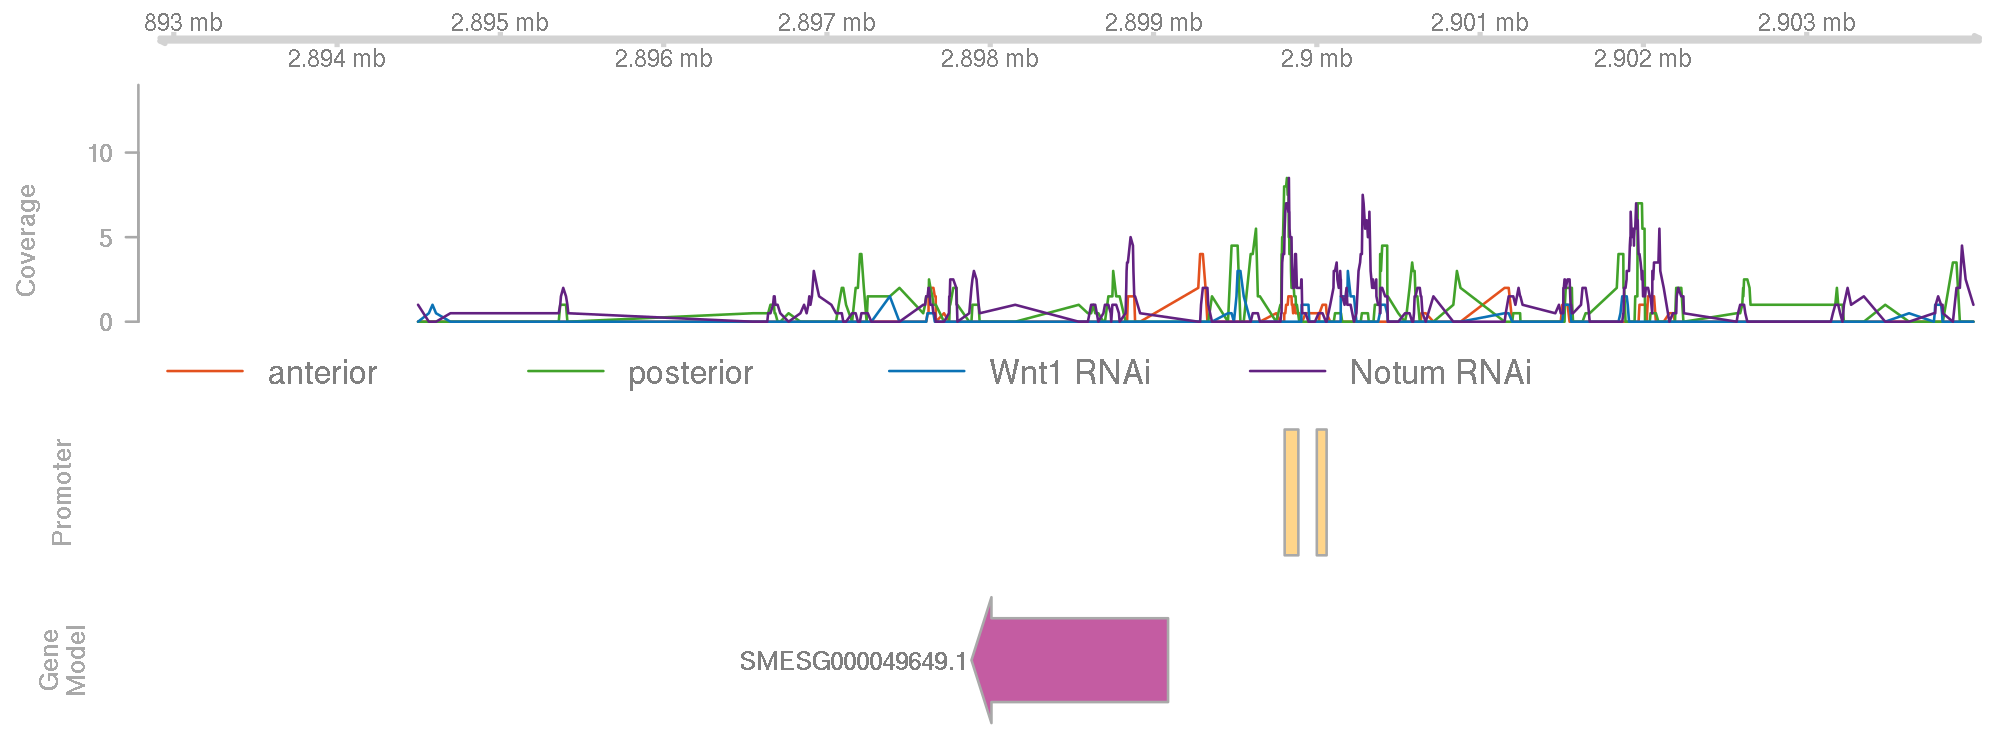 893 mb 2.895 mb 2.897 mb 2.899 mb 2.901 mb 2.903 mb
2.894 mb 2.896 mb 2.898 mb 2.9 mb 2.902 mb
Coverage
10
5
0
anterior posterior Wnt1 RNAi Notum RNAi
Promoter
Gene
Model
SMESG000049649.1